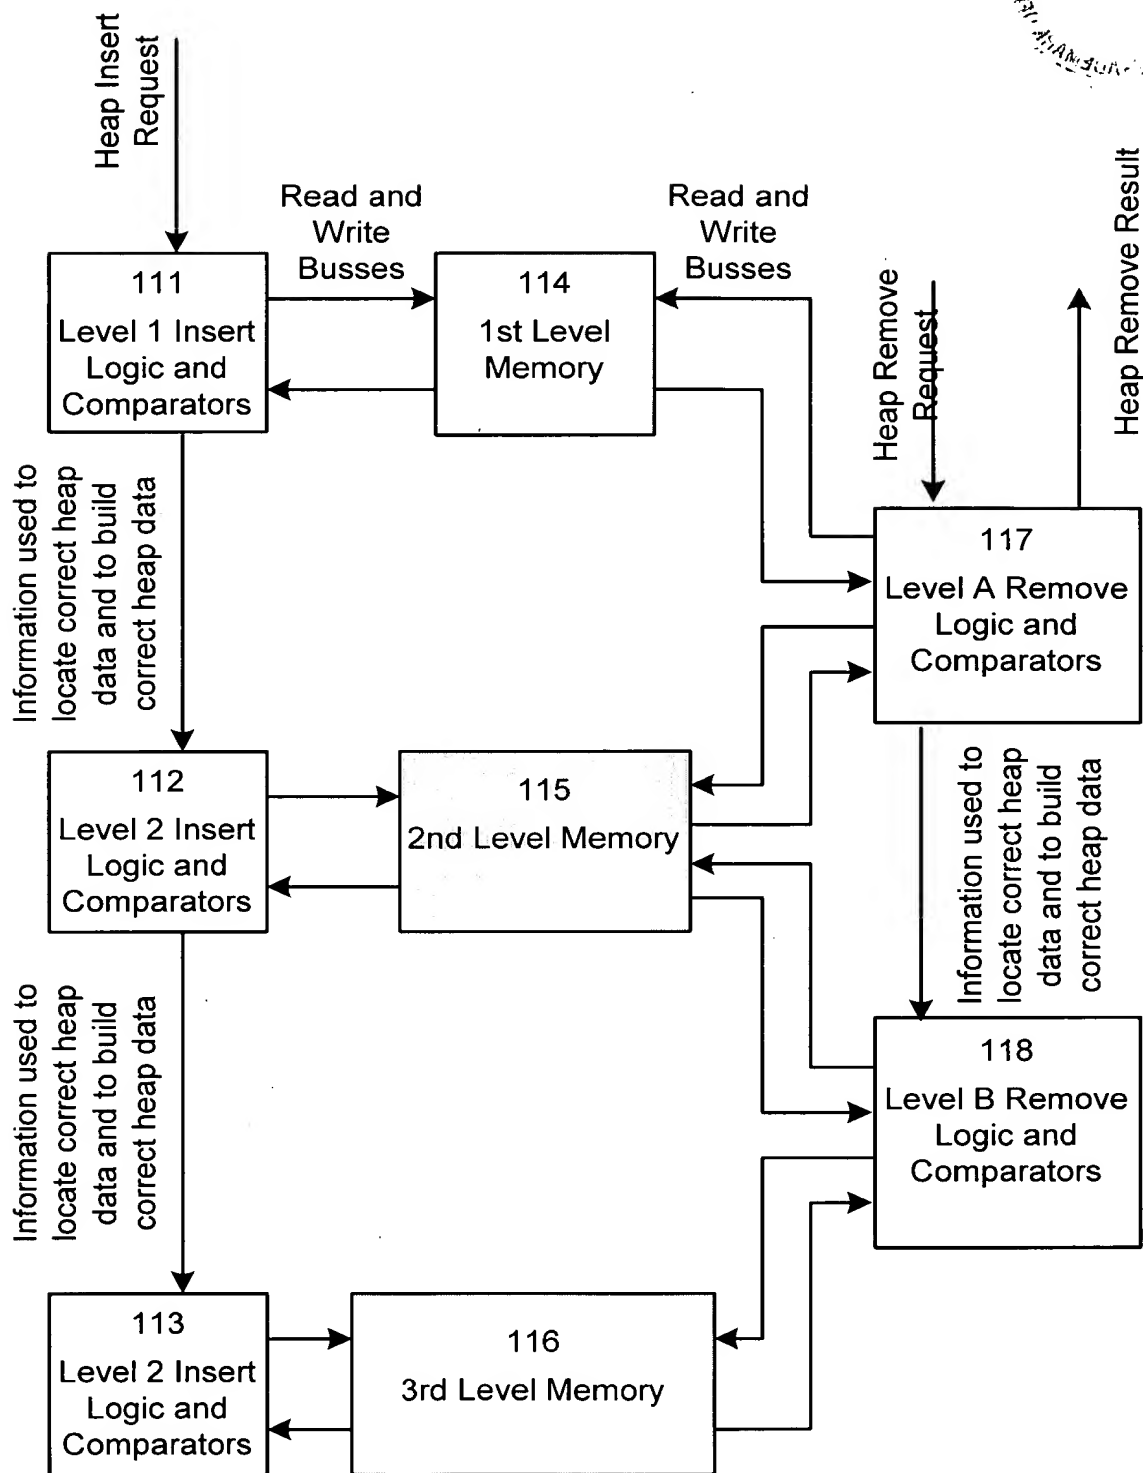 Heap Insert
Request
Read and
Write
Busses
Read and
Write
Busses
Heap Remove
Request
Heap Remove Result
111
Level 1 Insert
Logic and
Comparators
114
1st Level
Memory
117
Level A Remove
Logic and
Comparators
Information used to
locate correct heap
data and to build
correct heap data
112
Level 2 Insert
Logic and
Comparators
115
2nd Level Memory
Information used to
locate correct heap
data and to build
correct heap data
Information used to
locate correct heap
data and to build
correct heap data
118
Level B Remove
Logic and
Comparators
113
Level 2 Insert
Logic and
Comparators
116
3rd Level Memory